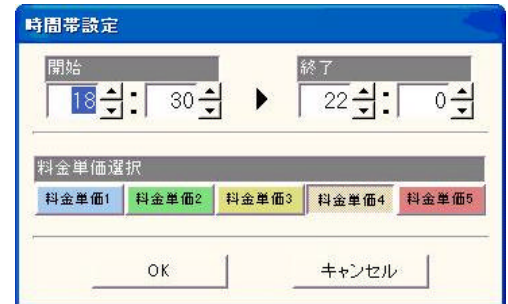 時間帯設定
開始 終了
18 : 30 ▶ 22 : 0
料金単価選択
料金単価1 料金単価2 料金単価3 料金単価4 料金単価5
OK キャンセル